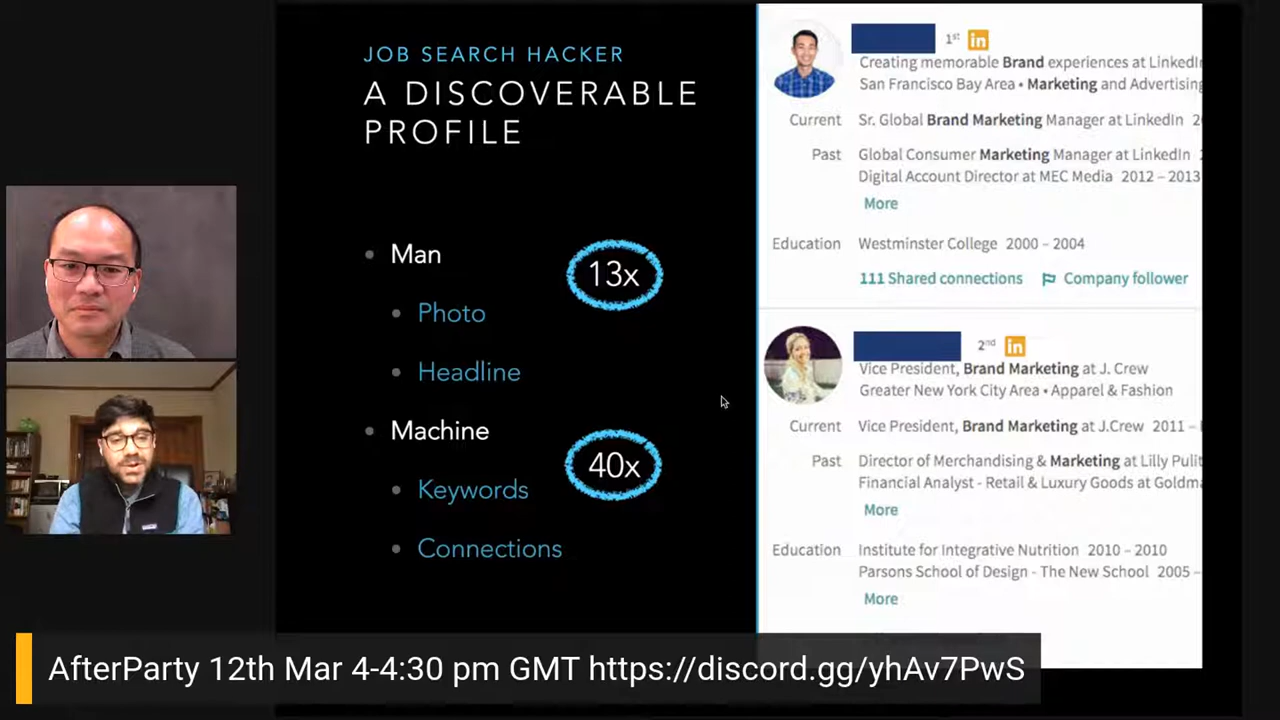 JOB SEARCH HACKER
A DISCOVERABLE
PROFILE
• Man
• Photo
• Headline
13x
• Machine
• Keywords
• Connections
40x
1st in
Creating memorable Brand experiences at LinkedIn
San Francisco Bay Area • Marketing and Advertising
Current Sr. Global Brand Marketing Manager at LinkedIn
Past Global Consumer Marketing Manager at LinkedIn
Digital Account Director at MEC Media 2012 – 2013
More
Education Westminster College 2000 – 2004
111 Shared connections Company follower
2nd in
Vice President, Brand Marketing at J. Crew
Greater New York City Area • Apparel & Fashion
Current Vice President, Brand Marketing at J.Crew 2011 –
Past Director of Merchandising & Marketing at Lilly Pulit
Financial Analyst - Retail & Luxury Goods at Goldma
More
Education Institute for Integrative Nutrition 2010 – 2010
Parsons School of Design - The New School 2005 –
More
AfterParty 12th Mar 4-4:30 pm GMT https://discord.gg/yhAv7PwS